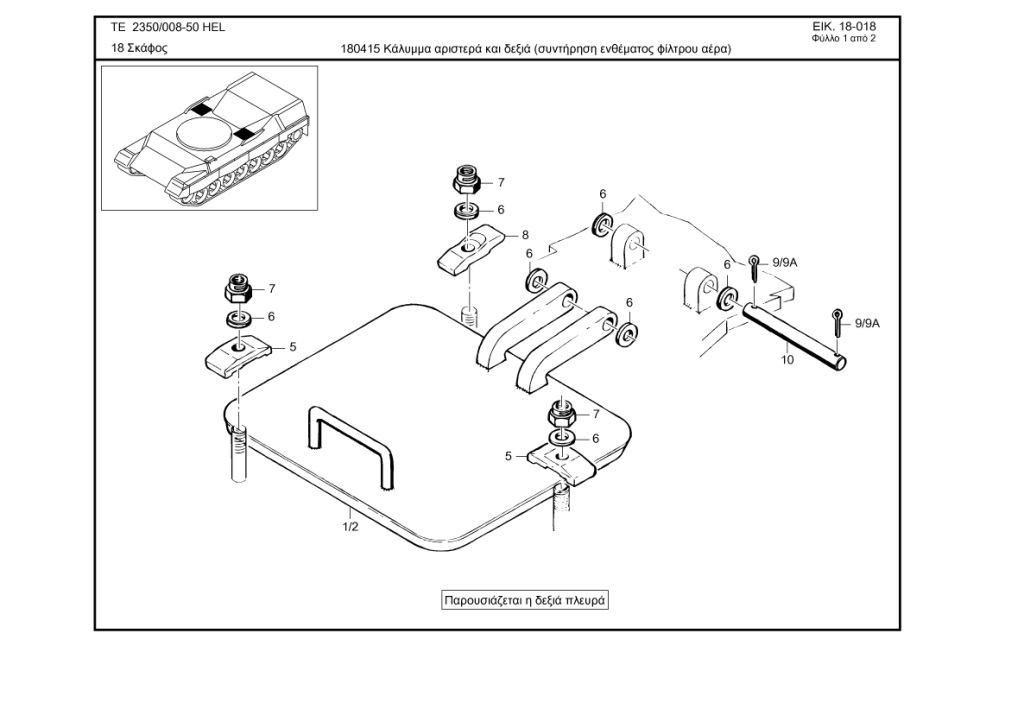 TE 2350/008-50 HEL
ΕΙΚ. 18-018
Φύλλο 1 από 2
18 Σκάφος
180415 Κάλυμμα αριστερά και δεξιά (συντήρηση ενθέματος φίλτρου αέρα)
7
6
8
6
6
7
6
5
6
6
9/9A
9/9A
10
7
6
5
1/2
Παρουσιάζεται η δεξιά πλευρά